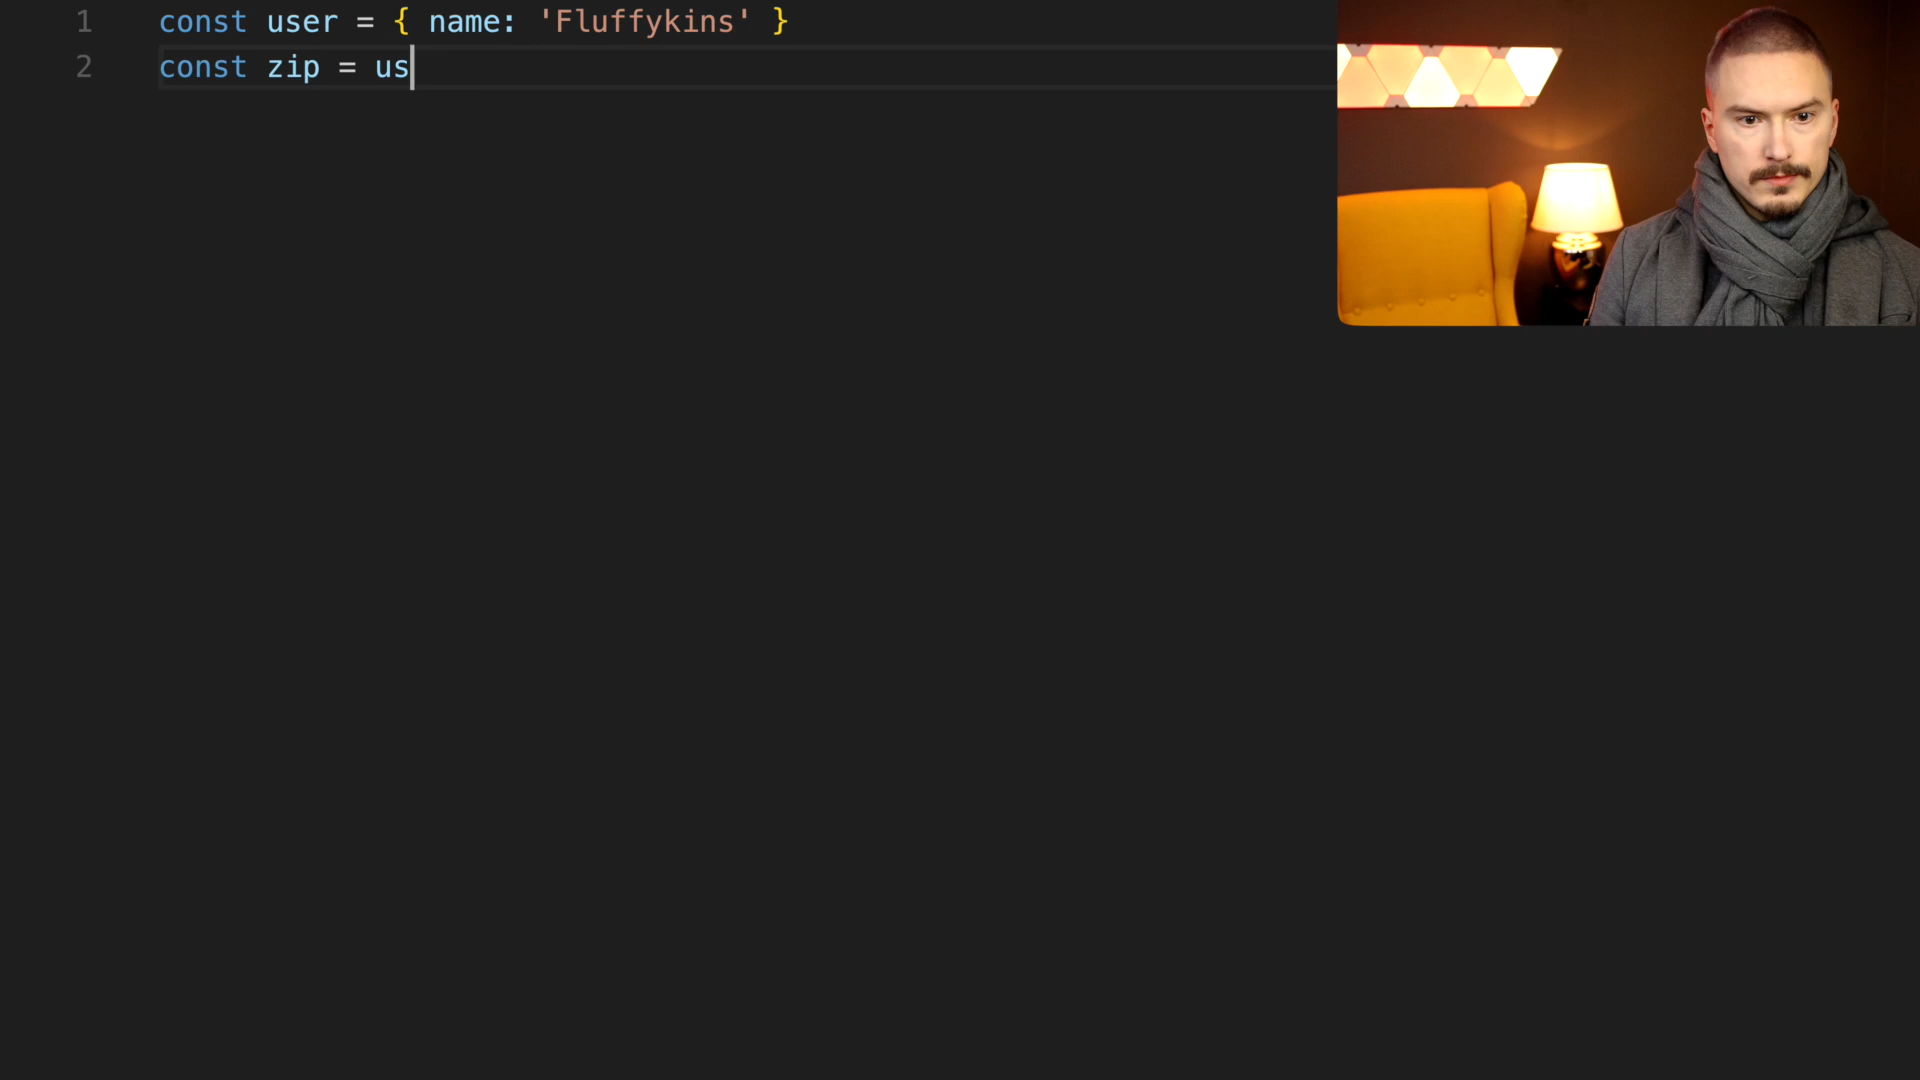 1 const user = { name: 'Fluffykins' }
2 const zip = us